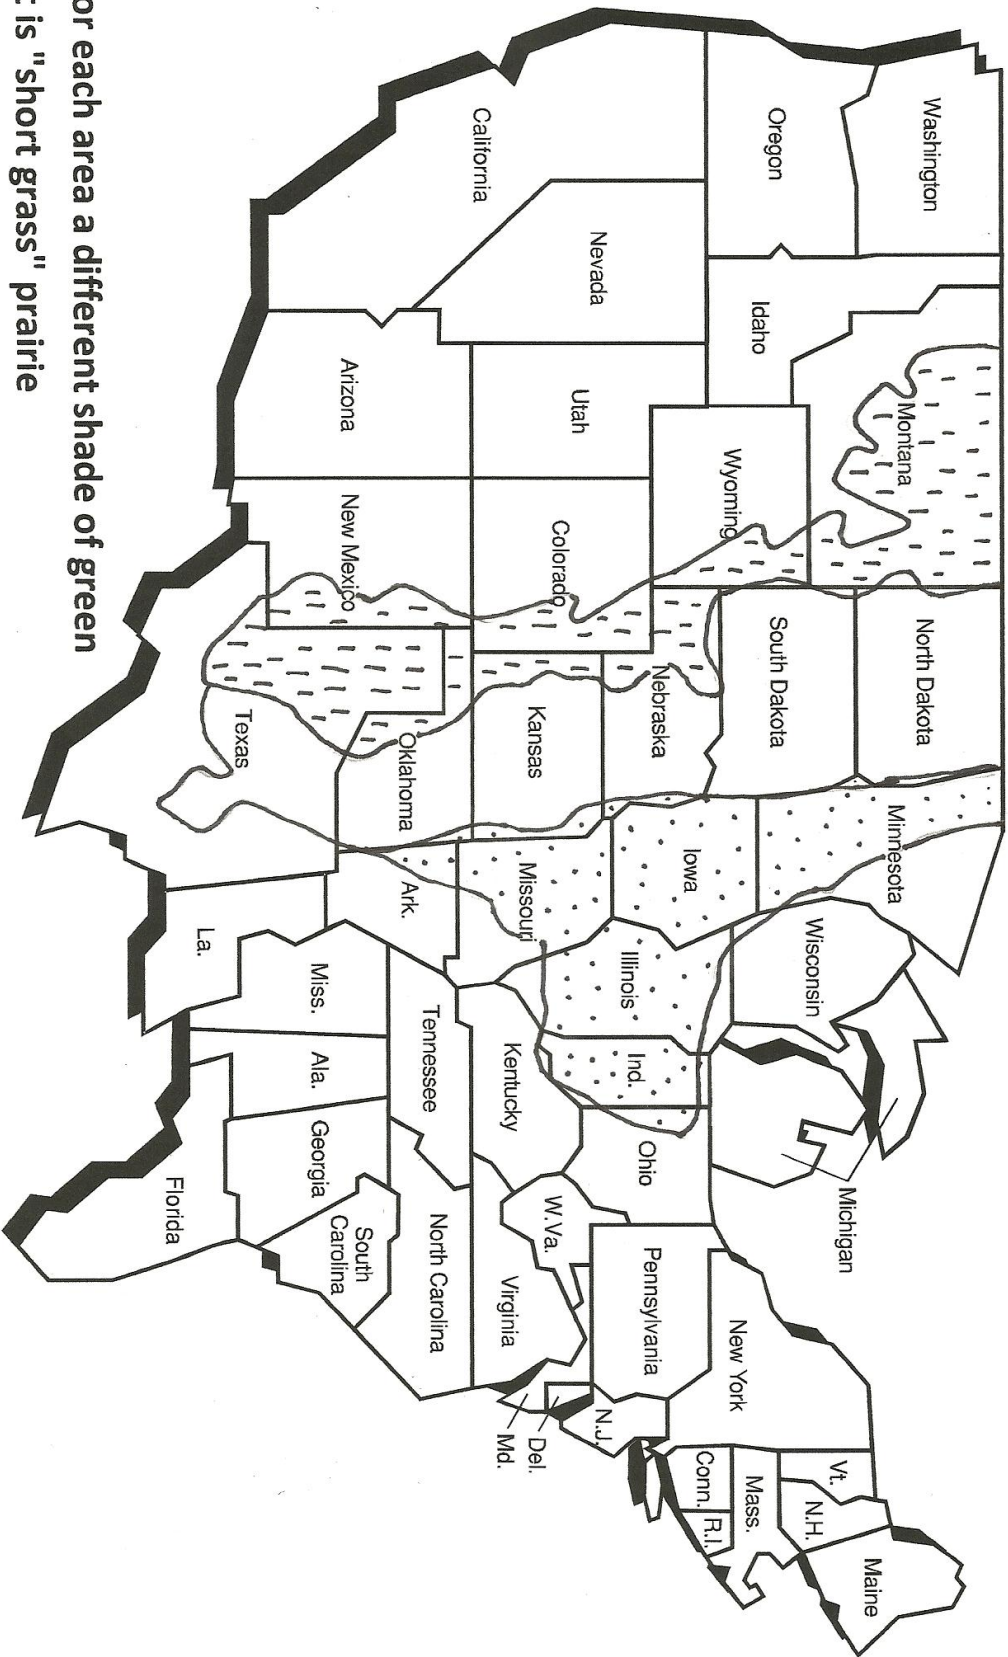 Washington
Oregon
California
Nevada
Idaho
Montana
Wyoming
Utah
Arizona
Colorado
New Mexico
North Dakota
South Dakota
Nebraska
Kansas
Oklahoma
Texas
Minnesota
Iowa
Missouri
Ark.
La.
Wisconsin
Illinois
Ind.
Michigan
Ohio
Kentucky
Tennessee
Miss.
Ala.
Georgia
Florida
South
Carolina
North Carolina
Virginia
W.Va.
Pennsylvania
New York
N.J.
Del.
Md.
Conn.
R.I.
Mass.
Vt.
N.H.
Maine
each area a different shade of green
is "short grass" prairie